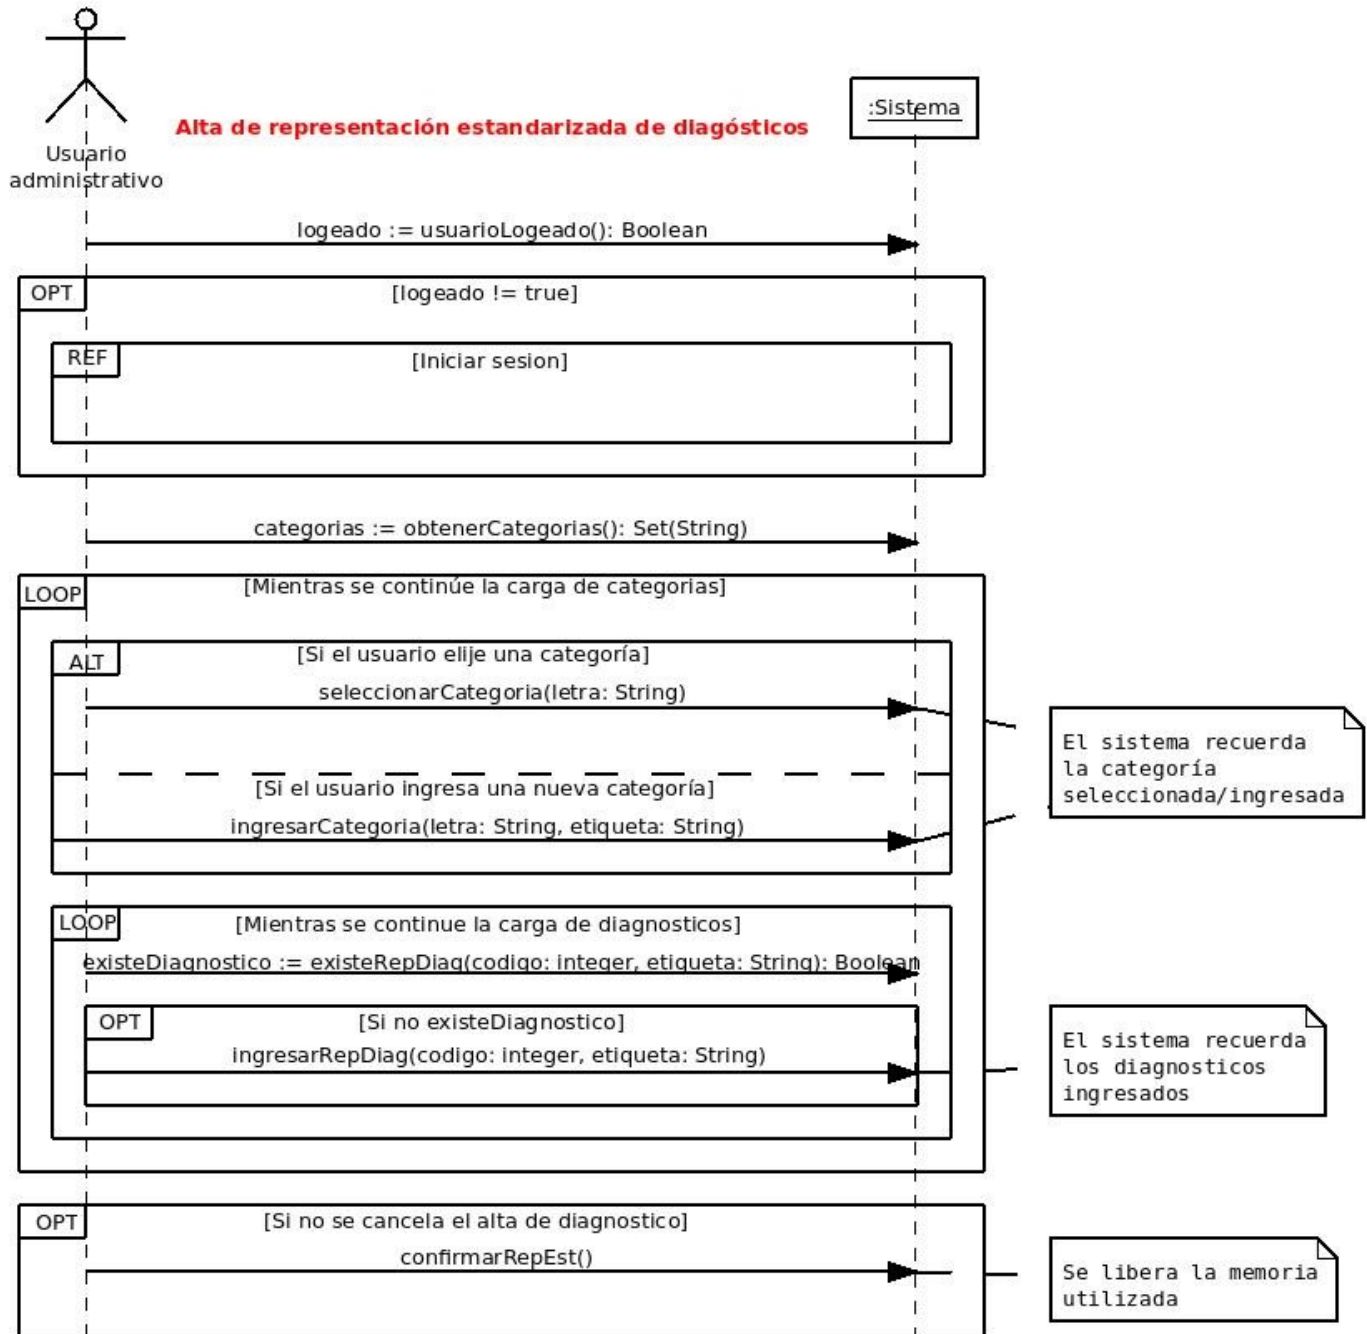 Alta de representación estandarizada de diagósticos
:Sistema
Usuario
administrativo
logeado := usuarioLogeado(): Boolean
OPT
[logeado != true]
REF
[Iniciar sesion]
categorias := obtenerCategorias(): Set(String)
LOOP
[Mientras se continúe la carga de categorias]
ALT
[Si el usuario elije una categoría]
seleccionarCategoria(letra: String)
El sistema recuerda
la categoría
seleccionada/ingresada
[Si el usuario ingresa una nueva categoría]
ingresarCategoria(letra: String, etiqueta: String)
LOOP
[Mientras se continue la carga de diagnosticos]
existeDiagnostico := existeRepDiag(codigo: integer, etiqueta: String): Boolean
OPT
[Si no existeDiagnostico]
ingresarRepDiag(codigo: integer, etiqueta: String)
El sistema recuerda
los diagnosticos
ingresados
OPT
[Si no se cancela el alta de diagnostico]
confirmarRepEst()
Se libera la memoria
utilizada